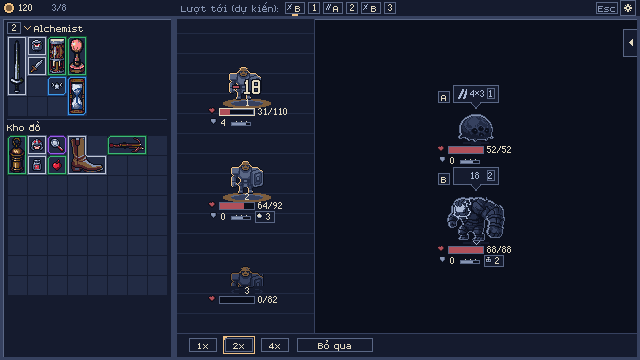 120 3/8 Lượt tới (dự kiến): B 1 A 2 B 3 Esc
2 Alchemist
18
1
31/110
4
A 4×3 1
52/52
0
Kho đồ
B 18 2
2
64/92
0 3
88/88
0 2
3
0/82
1x 2x 4x Bỏ qua